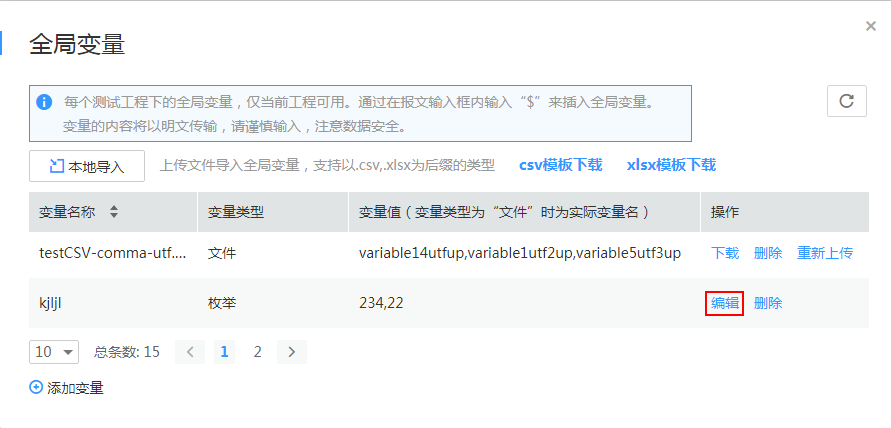 全局变量
每个测试工程下的全局变量，仅当前工程可用。通过在报文输入框内输入“$”来插入全局变量。
变量的内容将以明文传输，请谨慎输入，注意数据安全。
本地导入 上传文件导入全局变量，支持以.csv,.xlsx为后缀的类型 csv模板下载 xlsx模板下载
变量名称 变量类型 变量值（变量类型为“文件”时为实际变量名） 操作
testCSV-comma-utf.... 文件 variable14utfup,variable1utf2up,variable5utf3up 下载 删除 重新上传
kjljl 枚举 234,22 编辑 删除
10 总条数: 15 < 1 2 >
添加变量